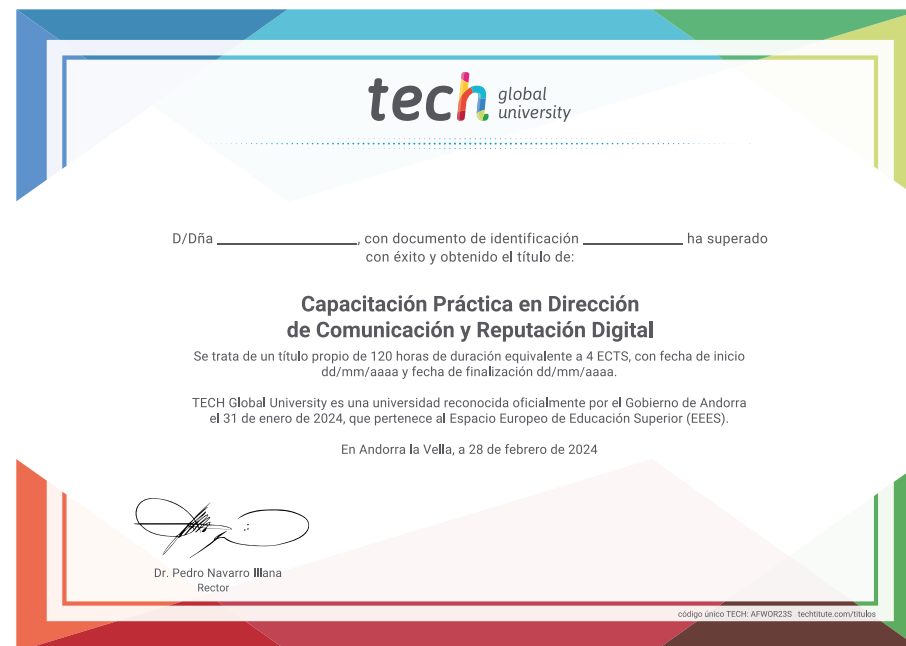 tech global university
D/Dña ____________________, con documento de identificación ______________ ha superado
con éxito y obtenido el título de:
Capacitación Práctica en Dirección
de Comunicación y Reputación Digital
Se trata de un título propio de 120 horas de duración equivalente a 4 ECTS, con fecha de inicio
dd/mm/aaaa y fecha de finalización dd/mm/aaaa.
TECH Global University es una universidad reconocida oficialmente por el Gobierno de Andorra
el 31 de enero de 2024, que pertenece al Espacio Europeo de Educación Superior (EEES).
En Andorra la Vella, a 28 de febrero de 2024
Dr. Pedro Navarro Illana
Rector
código único TECH: AFWOR23S techtitute.com/titulos